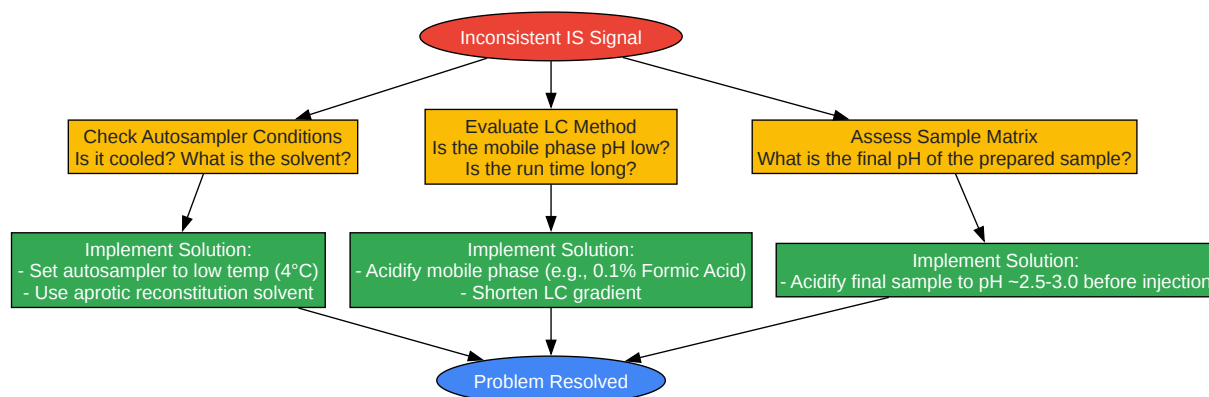 Inconsistent IS Signal
Check Autosampler Conditions
Is it cooled? What is the solvent?
Evaluate LC Method
Is the mobile phase pH low?
Is the run time long?
Assess Sample Matrix
What is the final pH of the prepared sample?
Implement Solution:
- Set autosampler to low temp (4°C)
- Use aprotic reconstitution solvent
Implement Solution:
- Acidify mobile phase (e.g., 0.1% Formic Acid)
- Shorten LC gradient
Implement Solution:
- Acidify final sample to pH ~2.5-3.0 before injection
Problem Resolved